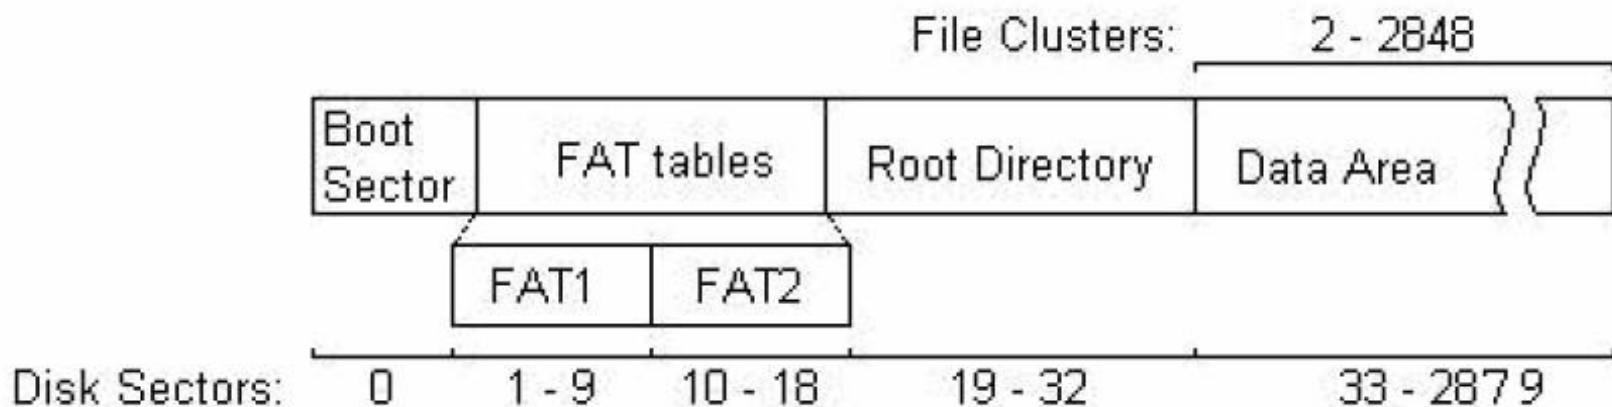 File Clusters: 2 - 2848
Boot
Sector
FAT tables
Root Directory
Data Area
FAT1
FAT2
Disk Sectors: 0 1 - 9 10 - 18 19 - 32 33 - 2879